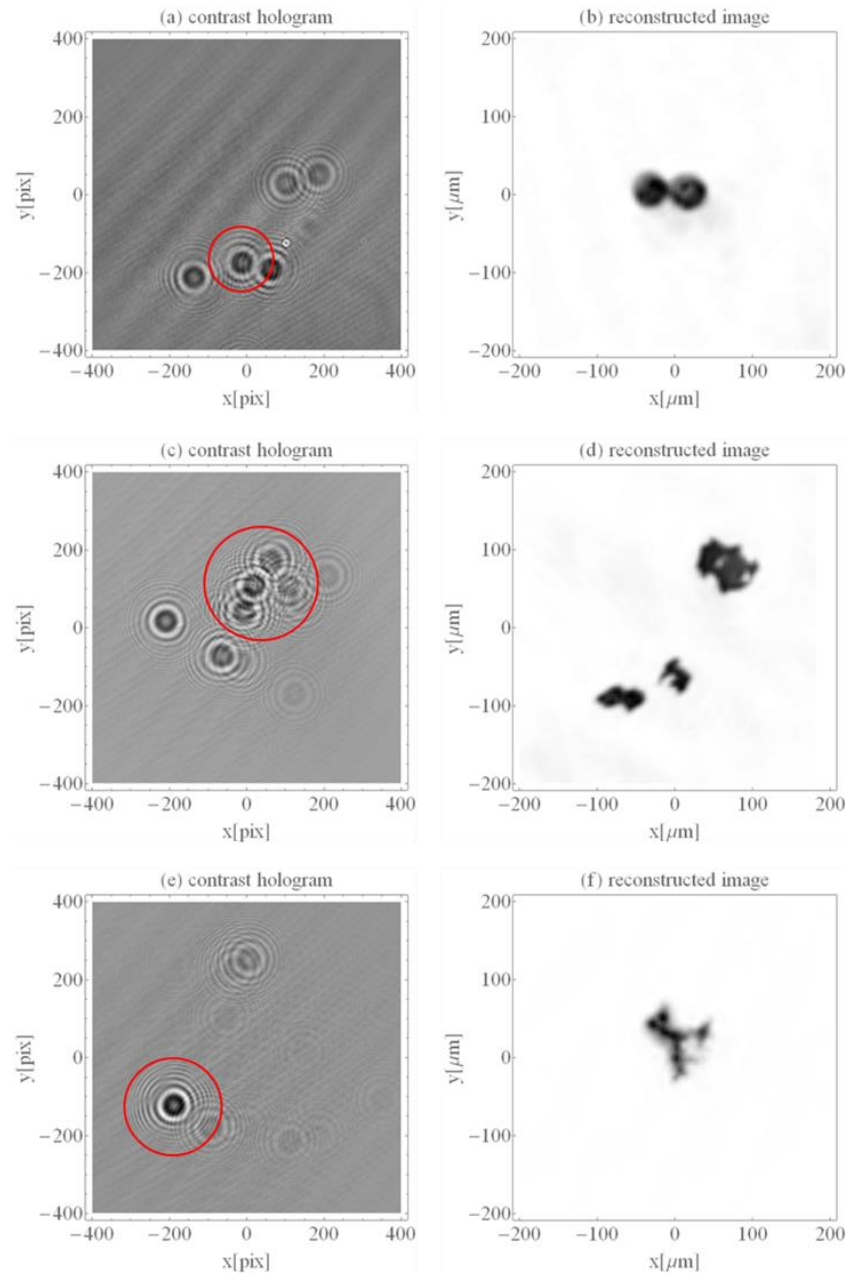 (a) contrast hologram
400
200
0
−200
−400
y[pix]
−400 −200 0 200 400
x[pix]
(b) reconstructed image
200
100
0
−100
−200
y[μm]
−200 −100 0 100 200
x[μm]
(c) contrast hologram
400
200
0
−200
−400
y[pix]
−400 −200 0 200 400
x[pix]
(d) reconstructed image
200
100
0
−100
−200
y[μm]
−200 −100 0 100 200
x[μm]
(e) contrast hologram
400
200
0
−200
−400
y[pix]
−400 −200 0 200 400
x[pix]
(f) reconstructed image
200
100
0
−100
−200
y[μm]
−200 −100 0 100 200
x[μm]